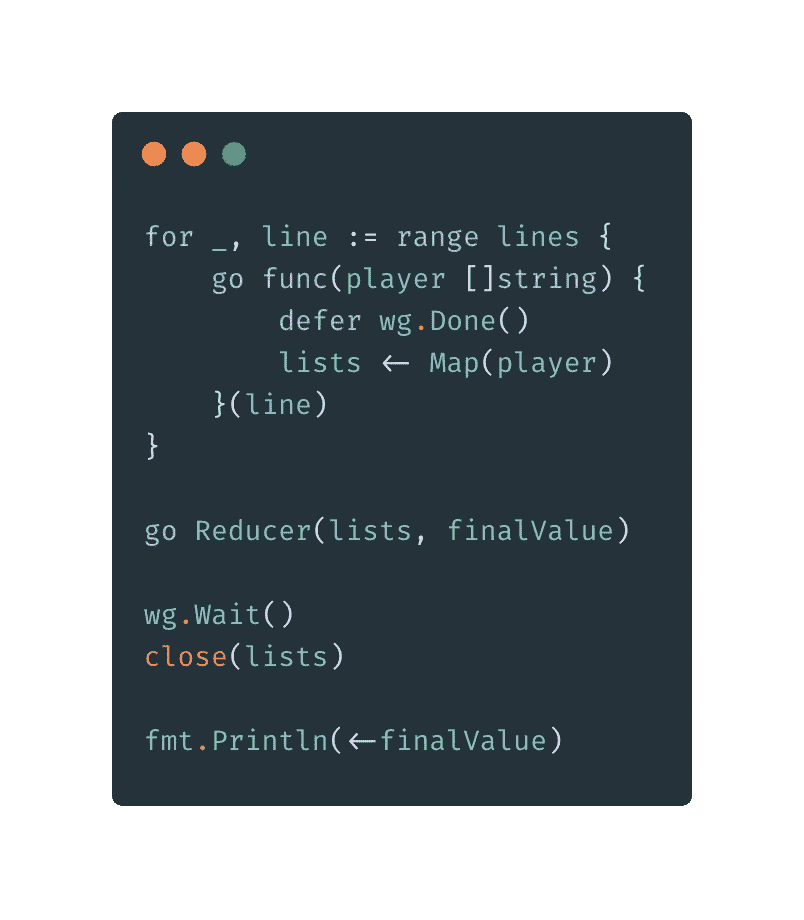 for _, line := range lines {
    go func(player []string) {
        defer wg.Done()
        lists <- Map(player)
    }(line)
}

go Reducer(lists, finalValue)

wg.Wait()
close(lists)

fmt.Println(<-finalValue)